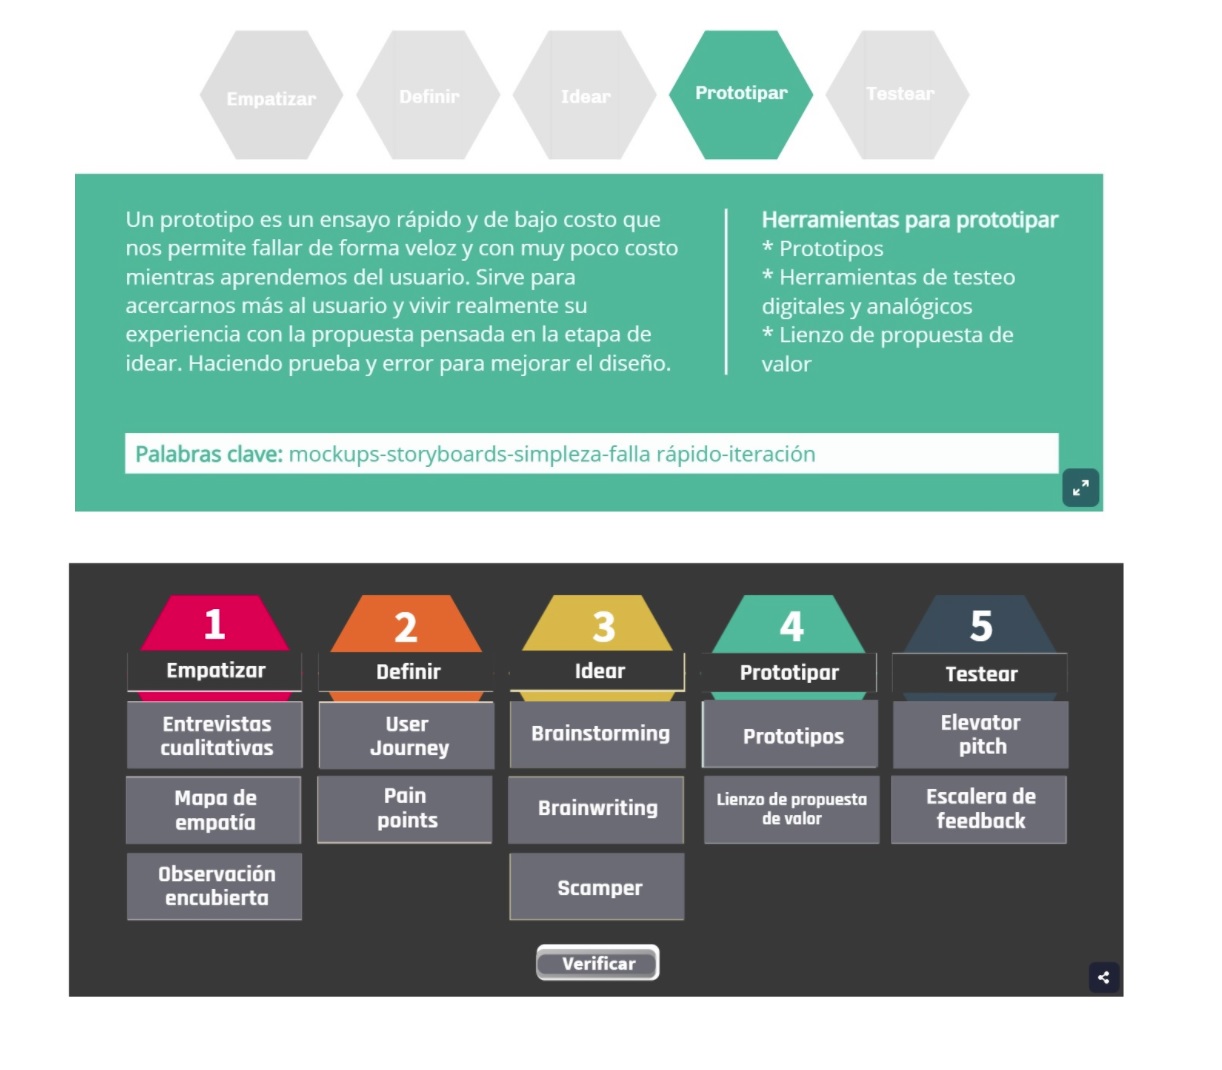 Empatizar
Definir
Idear
Prototipar
Testear
Un prototipo es un ensayo rápido y de bajo costo que
nos permite fallar de forma veloz y con muy poco costo
mientras aprendemos del usuario. Sirve para
acercarnos más al usuario y vivir realmente su
experiencia con la propuesta pensada en la etapa de
idear. Haciendo prueba y error para mejorar el diseño.
Herramientas para prototipar
* Prototipos
* Herramientas de testeo
digitales y analógicos
* Lienzo de propuesta de
valor
Palabras clave: mockups-storyboards-simpleza-falla rápido-iteración
1
Empatizar
Entrevistas
cualitativas
Mapa de
empatía
Observación
encubierta
2
Definir
User
Journey
Pain
points
3
Idear
Brainstorming
Brainwriting
Scamper
4
Prototipar
Prototipos
Lienzo de propuesta
de valor
5
Testear
Elevator
pitch
Escalera de
feedback
Verificar